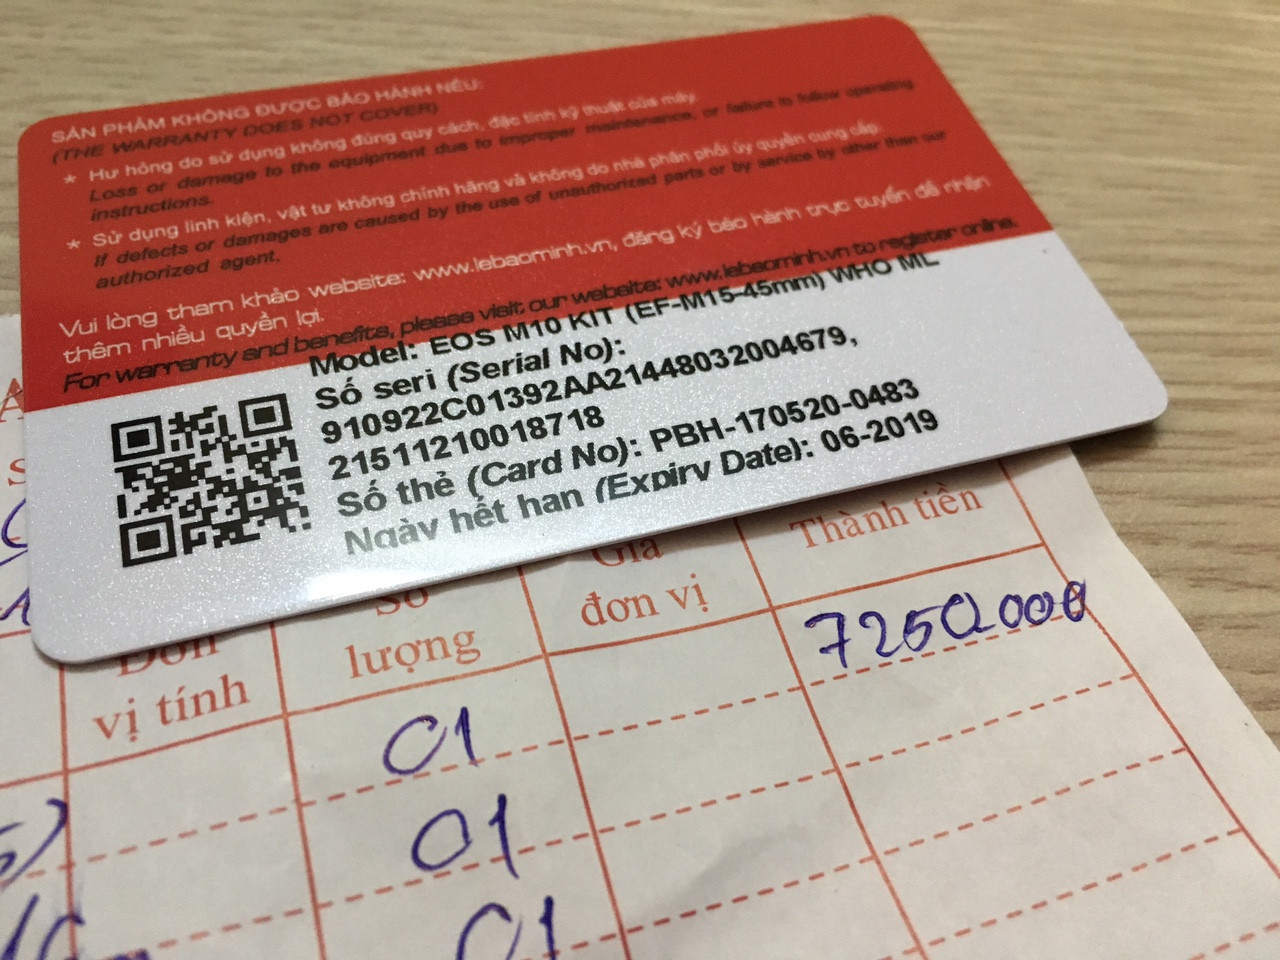 SẢN PHẨM KHÔNG ĐƯỢC BẢO HÀNH NẾU:
(THE WARRANTY DOES NOT COVER)
* Hư hỏng do sử dụng không đúng quy cách, đặc tính kỹ thuật của máy.
Loss or damage to the equipment due to improper maintenance, or failure to follow operating
instructions.
* Sử dụng linh kiện, vật tư không chính hãng và không do nhà phân phối ủy quyền cung cấp.
If defects or damages are caused by the use of unauthorized parts or by service by other than our
authorized agent.
Vui lòng tham khảo website: www.lebaominh.vn, đăng ký bảo hành trực tuyến để nhận
thêm nhiều quyền lợi.
For warranty and benefits, please visit our website: www.lebaominh.vn to register online.
Model: EOS M10 KIT (EF-M15-45mm) WHO ML
Số seri (Serial No):
910922C01392AA21448032004679,
21511210018718
Số thẻ (Card No): PBH-170520-0483
Ngày hết hạn (Expiry Date): 06-2019
Đơn
vị tính
Số
lượng
Giá
đơn vị
Thành tiền
7250.000
01
01
01